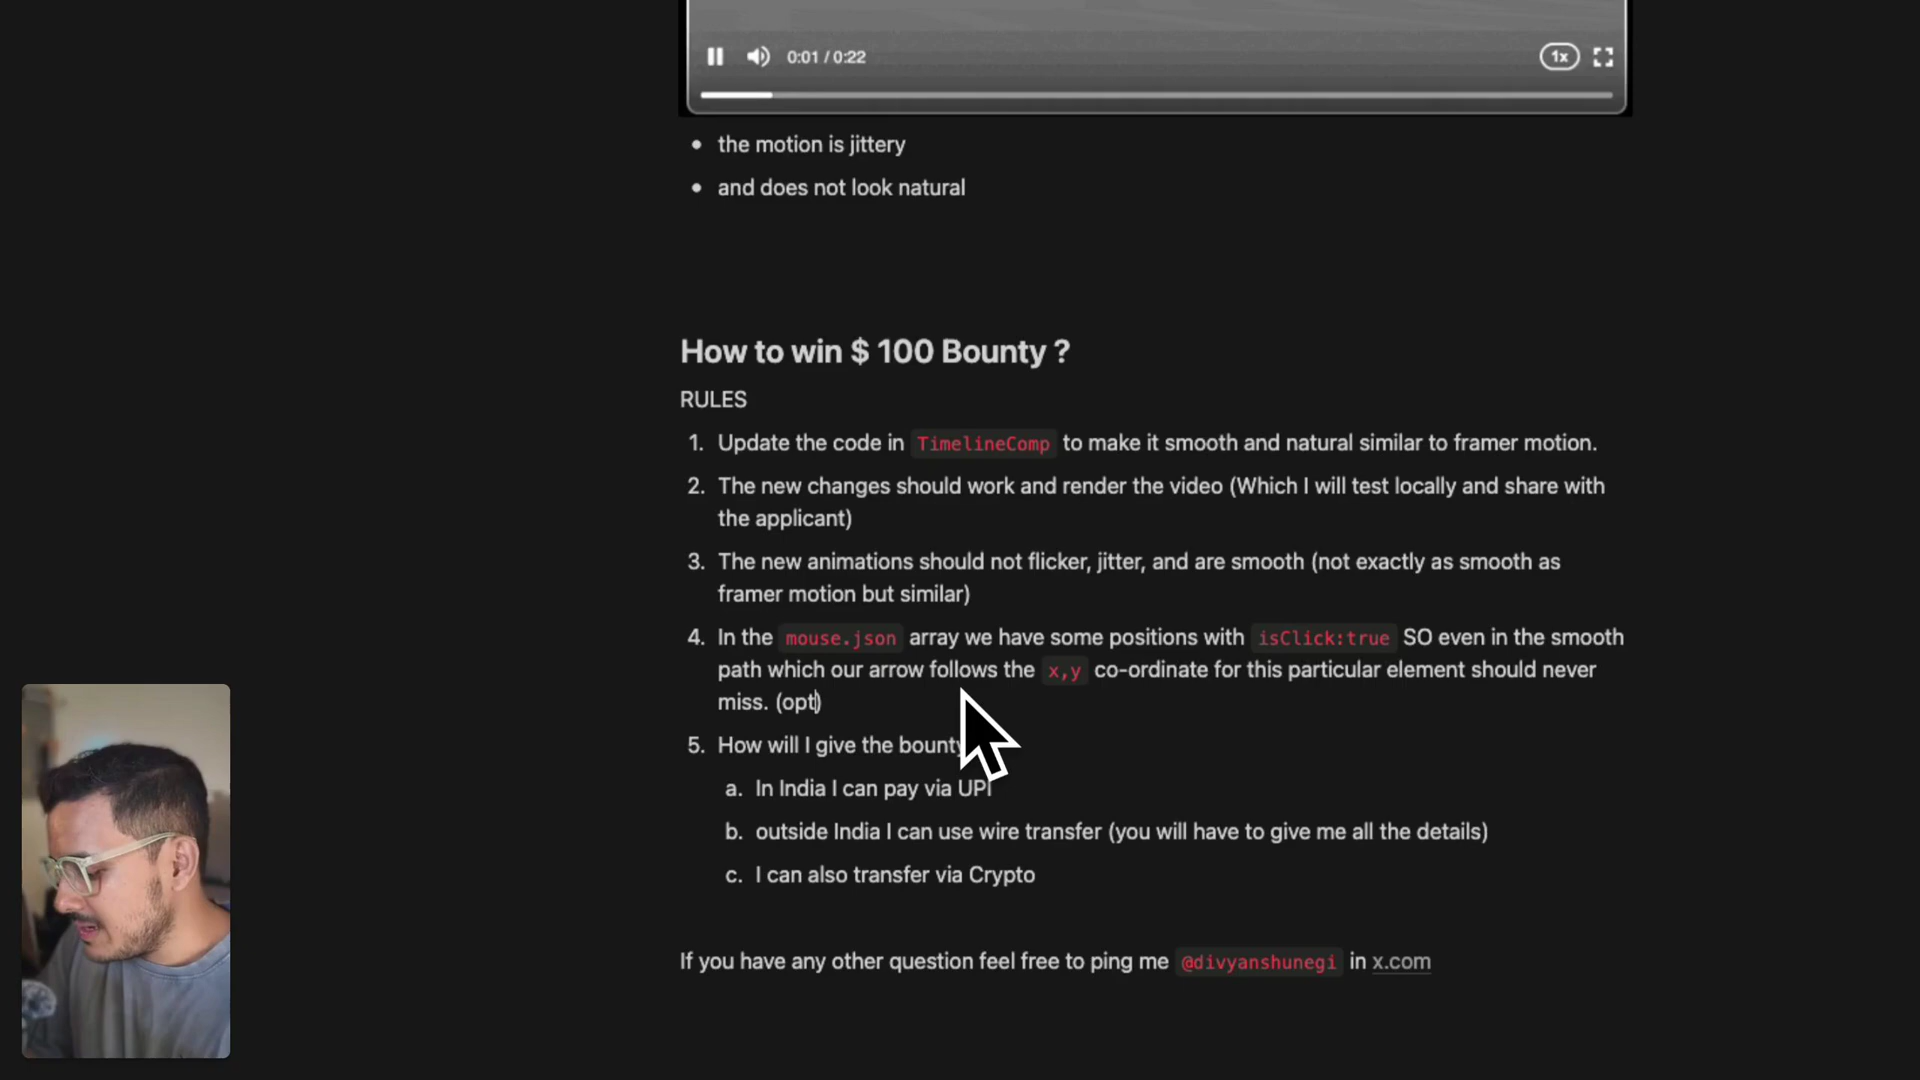 0:01 / 0:22
1x
• the motion is jittery
• and does not look natural
How to win $ 100 Bounty ?
RULES
1. Update the code in TimelineComp to make it smooth and natural similar to framer motion.
2. The new changes should work and render the video (Which I will test locally and share with
the applicant)
3. The new animations should not flicker, jitter, and are smooth (not exactly as smooth as
framer motion but similar)
4. In the mouse.json array we have some positions with isClick:true SO even in the smooth
path which our arrow follows the x,y co-ordinate for this particular element should never
miss. (opt)
5. How will I give the bounty
a. In India I can pay via UPI
b. outside India I can use wire transfer (you will have to give me all the details)
c. I can also transfer via Crypto
If you have any other question feel free to ping me @divyanshunegi in x.com